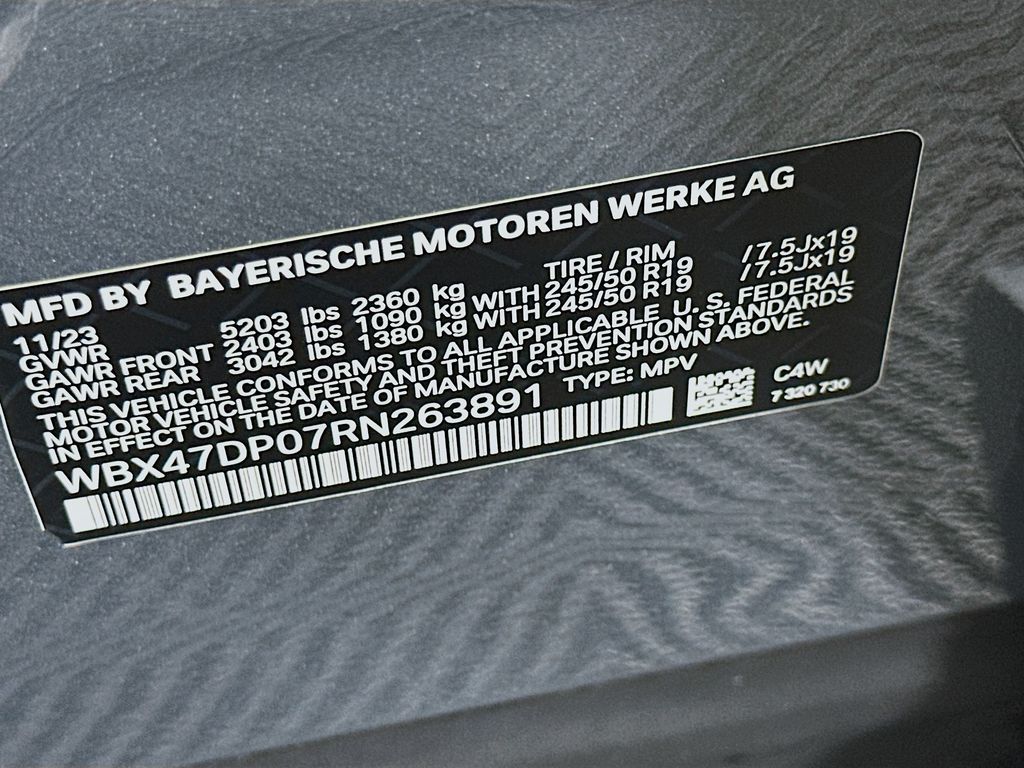 MFD BY BAYERISCHE MOTOREN WERKE AG
11/23 TIRE / RIM
GVWR 5203 lbs 2360 kg
GAWR FRONT 2403 lbs 1090 kg WITH 245/50 R19 /7.5Jx19
GAWR REAR 3042 lbs 1380 kg WITH 245/50 R19 /7.5Jx19
THIS VEHICLE CONFORMS TO ALL APPLICABLE U. S. FEDERAL
MOTOR VEHICLE SAFETY AND THEFT PREVENTION STANDARDS
IN EFFECT ON THE DATE OF MANUFACTURE SHOWN ABOVE.
WBX47DP07RN263891 TYPE: MPV C4W
7 320 730